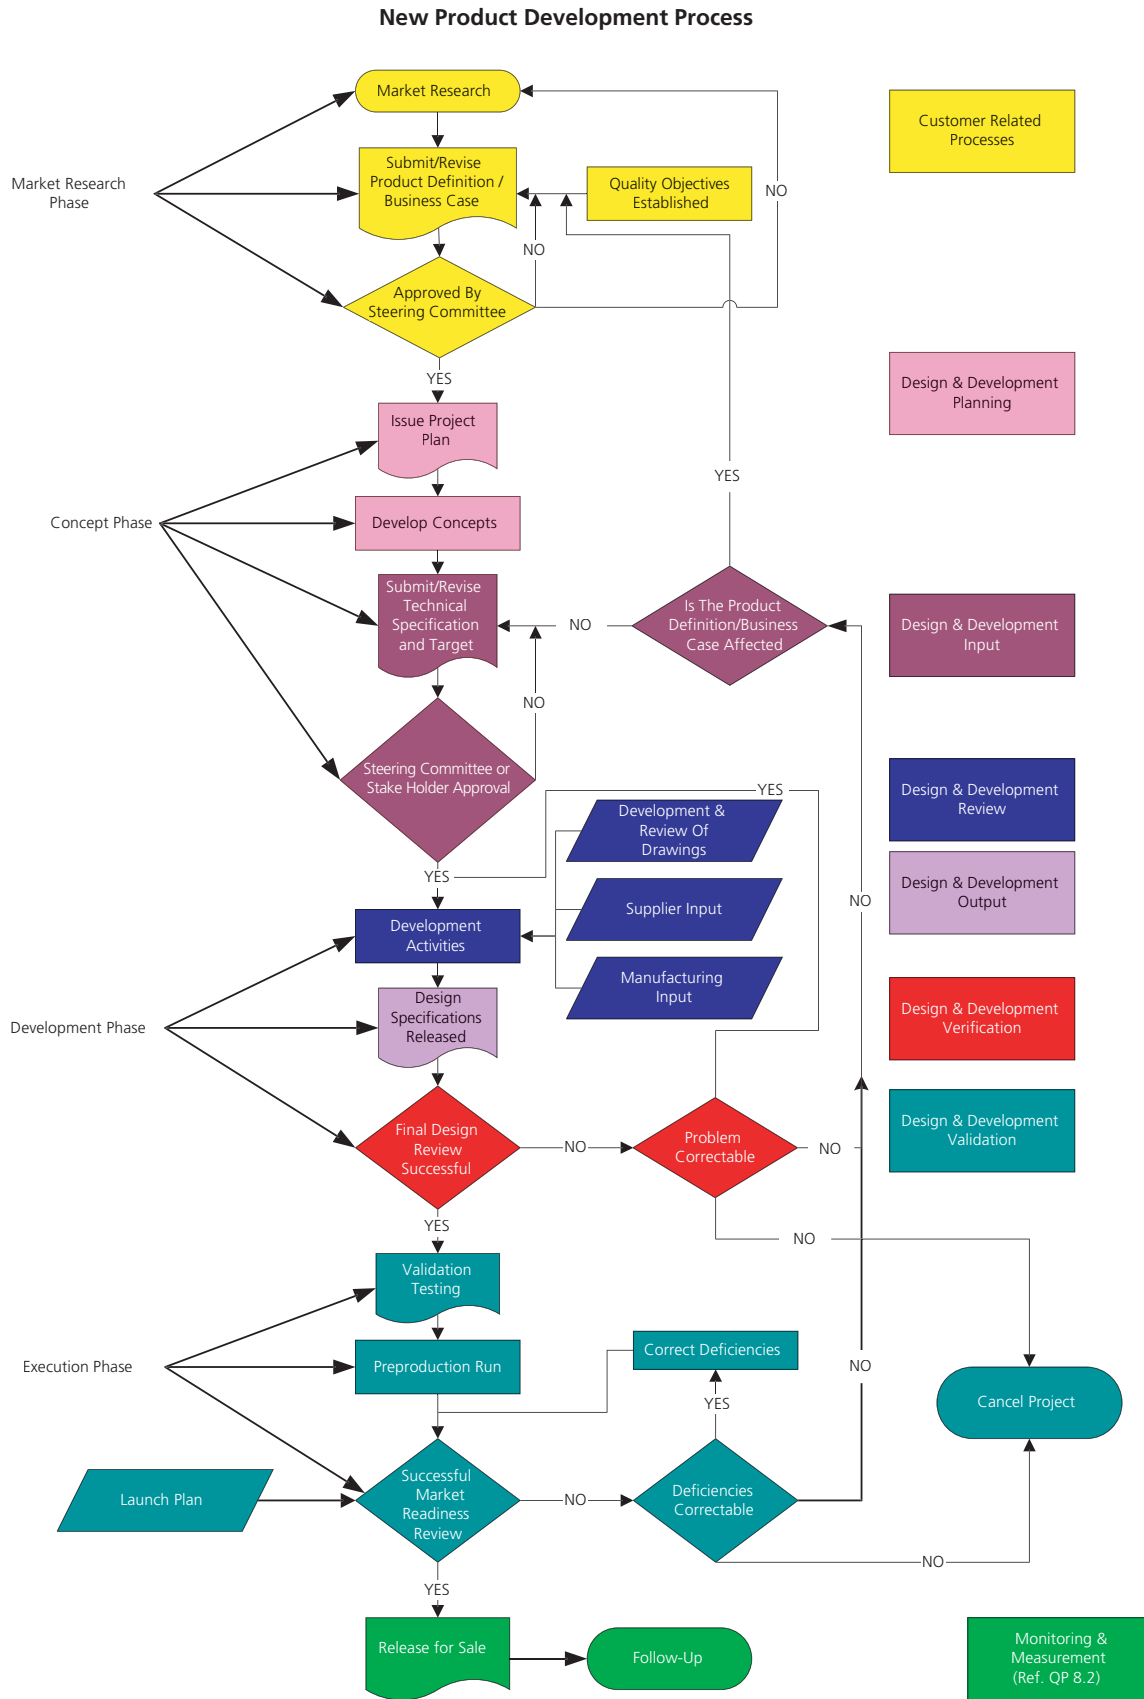 New Product Development Process
Market Research
Customer Related
Processes
Market Research
Phase
Submit/Revise
Product Definition /
Business Case
Quality Objectives
Established
NO
NO
Approved By
Steering Committee
YES
Design & Development
Planning
Issue Project
Plan
YES
Concept Phase
Develop Concepts
Submit/Revise
Technical
Specification
and Target
NO
Is The Product
Definition/Business
Case Affected
Design & Development
Input
NO
Steering Committee or
Stake Holder Approval
YES
Design & Development
Review
Development &
Review Of
Drawings
YES
Design & Development
Output
NO
Supplier Input
Development
Activities
Manufacturing
Input
Development Phase
Design
Specifications
Released
Design & Development
Verification
Final Design
Review
Successful
NO
Problem
Correctable
NO
Design & Development
Validation
YES
NO
Validation
Testing
Execution Phase
Preproduction Run
Correct Deficiencies
NO
YES
Cancel Project
Launch Plan
Successful
Market
Readiness
Review
NO
Deficiencies
Correctable
NO
YES
Release for Sale
Follow-Up
Monitoring &
Measurement
(Ref. QP 8.2)